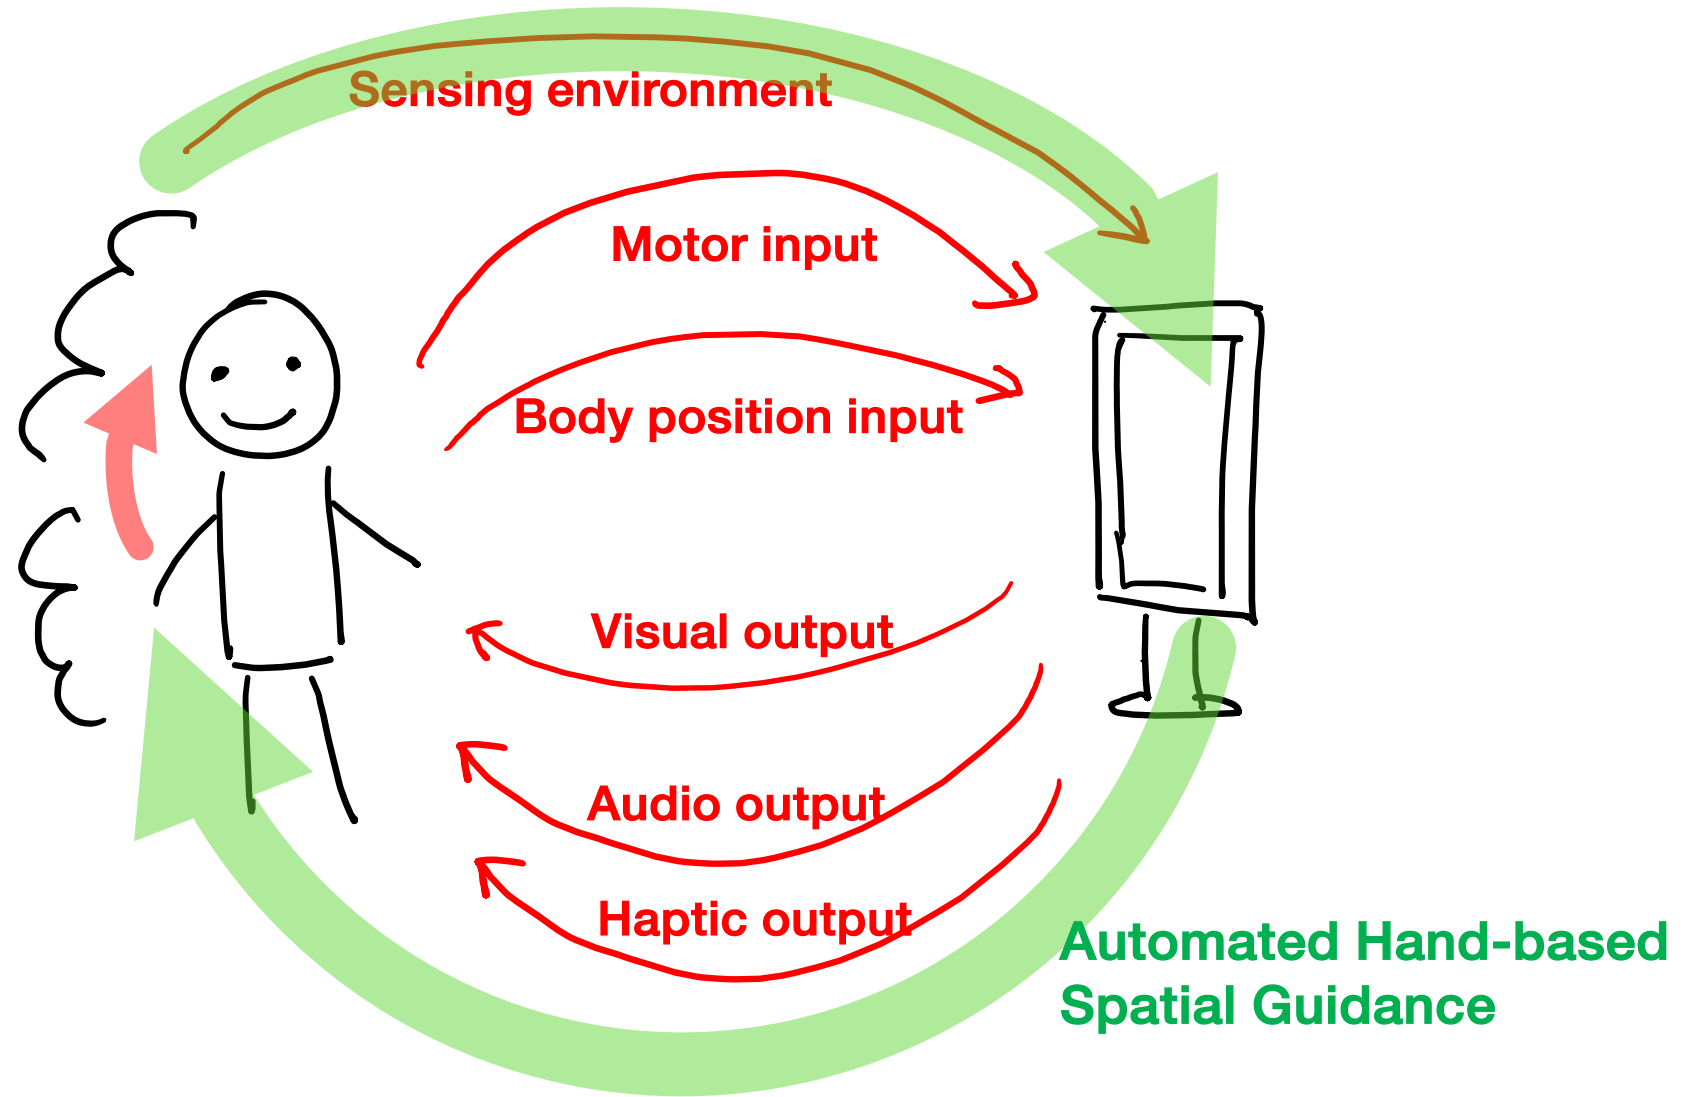 Sensing environment
Motor input
Body position input
Visual output
Audio output
Haptic output
Automated Hand-based
Spatial Guidance